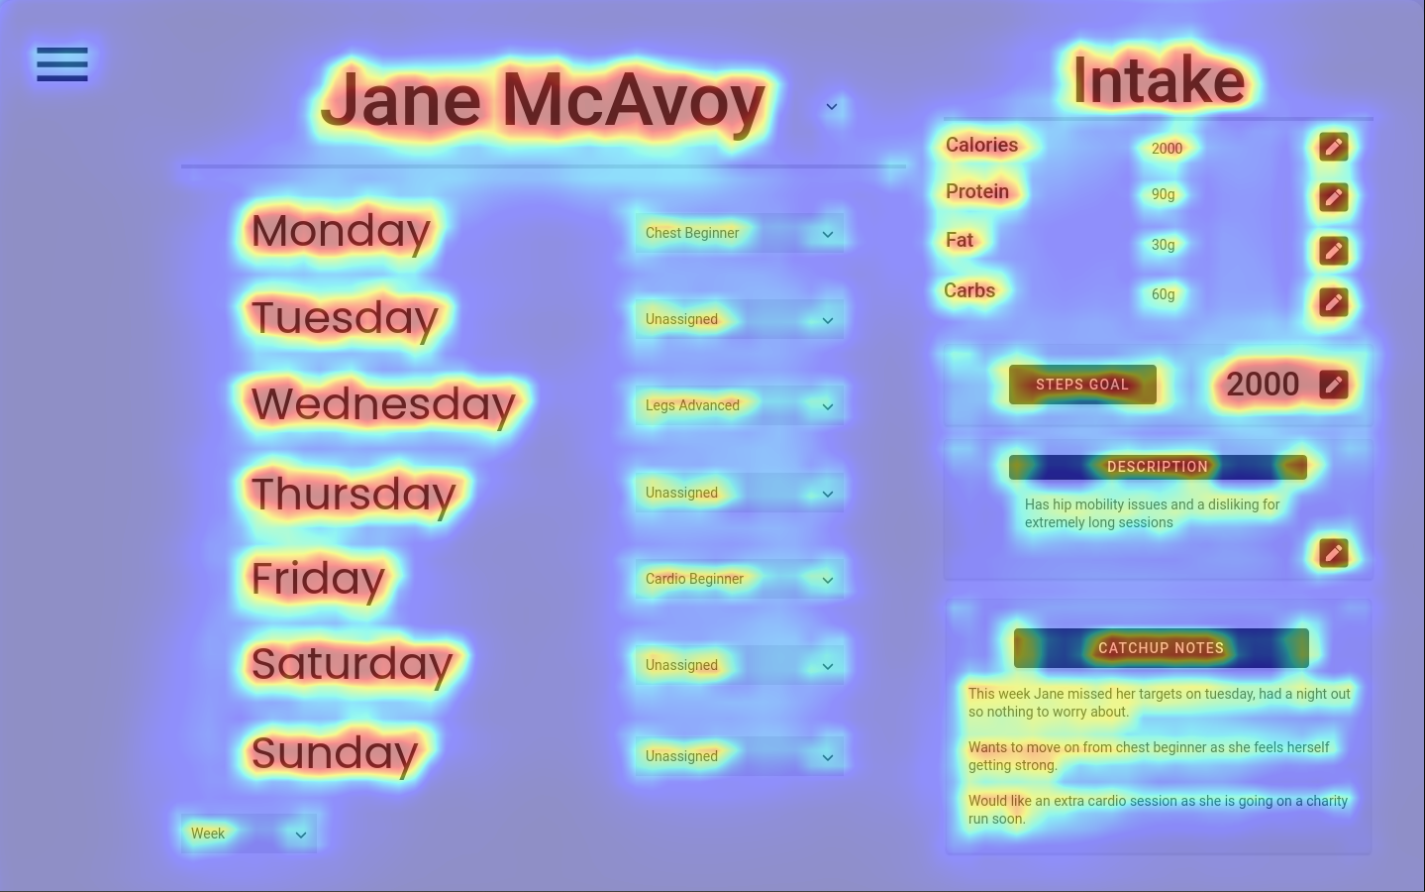 Jane McAvoy
Monday
Chest Beginner
Tuesday
Unassigned
Wednesday
Legs Advanced
Thursday
Unassigned
Friday
Cardio Beginner
Saturday
Unassigned
Sunday
Unassigned
Week
Intake
Calories 2000
Protein 90g
Fat 30g
Carbs 60g
STEPS GOAL 2000
DESCRIPTION
Has hip mobility issues and a disliking for
extremely long sessions
CATCHUP NOTES
This week Jane missed her targets on tuesday, had a night out
so nothing to worry about.
Wants to move on from chest beginner as she feels herself
getting strong.
Would like an extra cardio session as she is going on a charity
run soon.